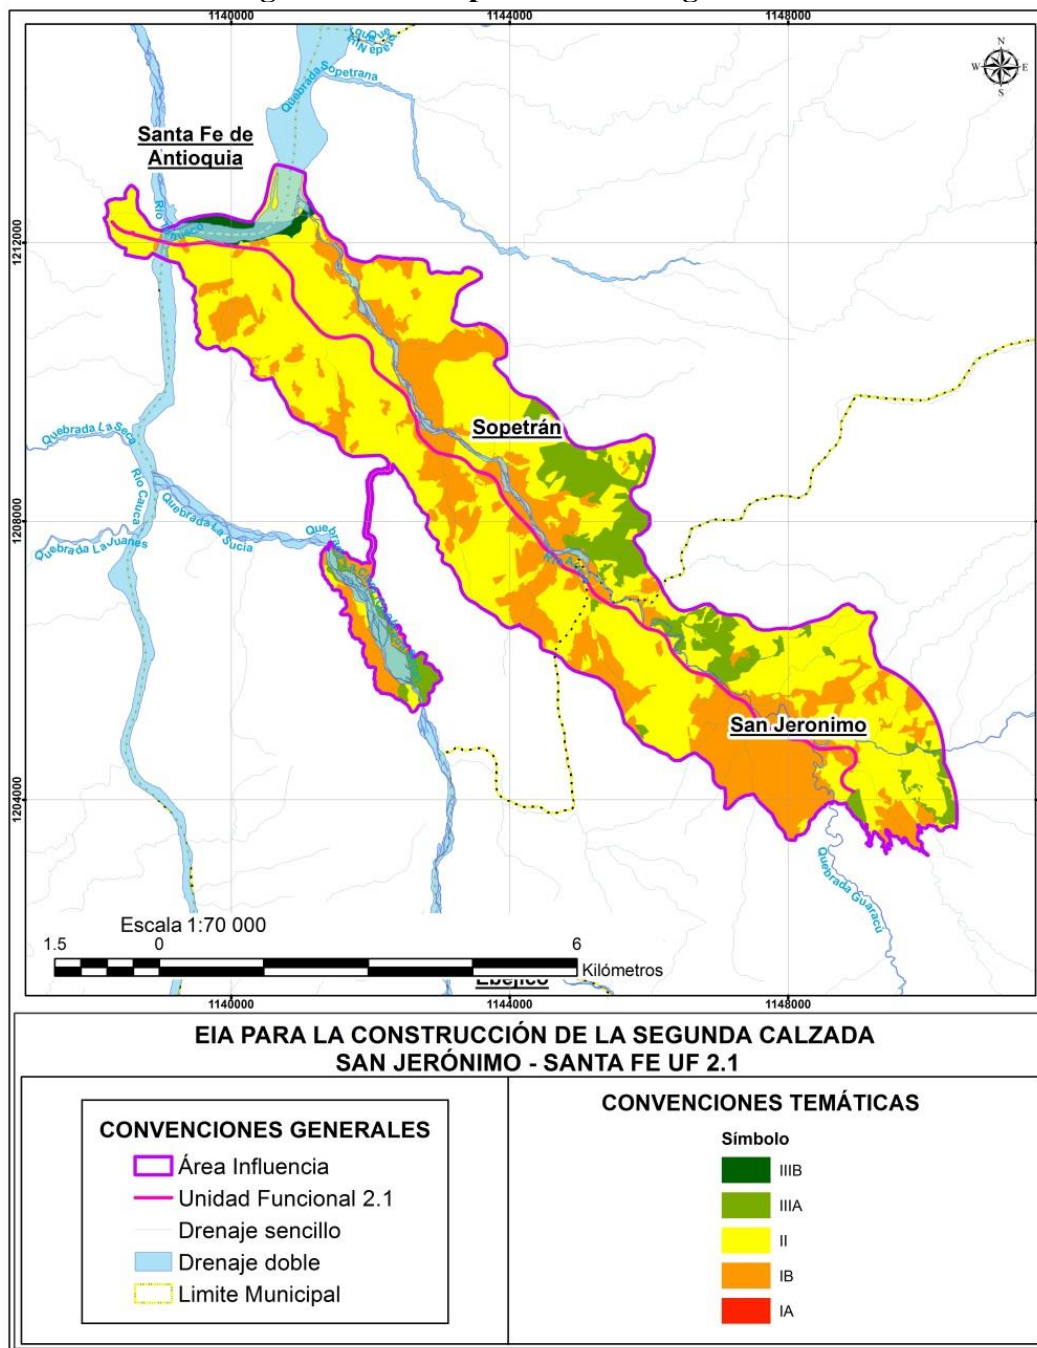 1140000
1144000
1148000
N
W
E
S
Quebrada
Sopetrana
Santa Fe de
Antioquia
Río
1212000
Quebrada La Seca
Sopetrán
Río Cauca
Quebrada La Sucia
Quebrada La Juanes
1208000
San Jeronimo
1204000
Quebrada Guaracú
Escala 1:70 000
1.5
0
6
Kilómetros
1140000
1144000
1148000
EIA PARA LA CONSTRUCCIÓN DE LA SEGUNDA CALZADA
SAN JERÓNIMO - SANTA FE UF 2.1
CONVENCIONES GENERALES
Área Influencia
Unidad Funcional 2.1
Drenaje sencillo
Drenaje doble
Limite Municipal
CONVENCIONES TEMÁTICAS
Símbolo
IIIB
IIIA
II
IB
IA